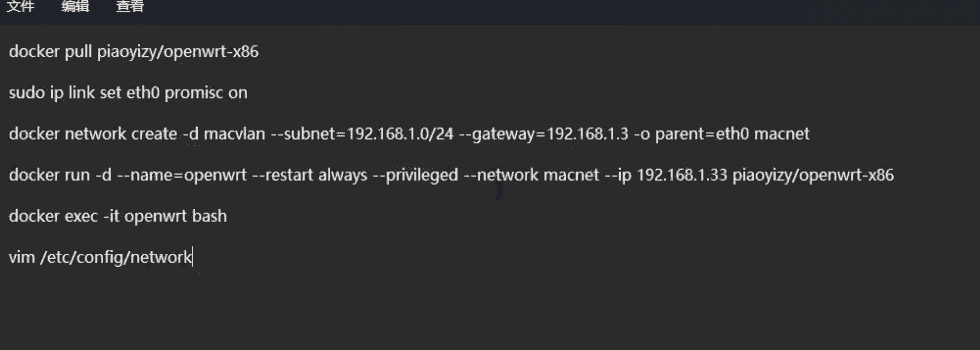 文件 编辑 查看
docker pull piaoyizy/openwrt-x86
sudo ip link set eth0 promisc on
docker network create -d macvlan --subnet=192.168.1.0/24 --gateway=192.168.1.3 -o parent=eth0 macnet
docker run -d --name=openwrt --restart always --privileged --network macnet --ip 192.168.1.33 piaoyizy/openwrt-x86
docker exec -it openwrt bash
vim /etc/config/network